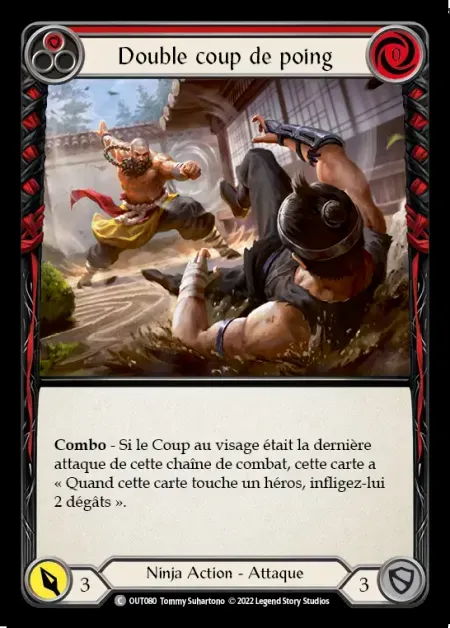 Double coup de poing
0
Combo - Si le Coup au visage était la dernière
attaque de cette chaîne de combat, cette carte a
« Quand cette carte touche un héros, infligez-lui
2 dégâts ».
3
Ninja Action - Attaque
3
C OUT080 Tommy Suhartono © 2022 Legend Story Studios